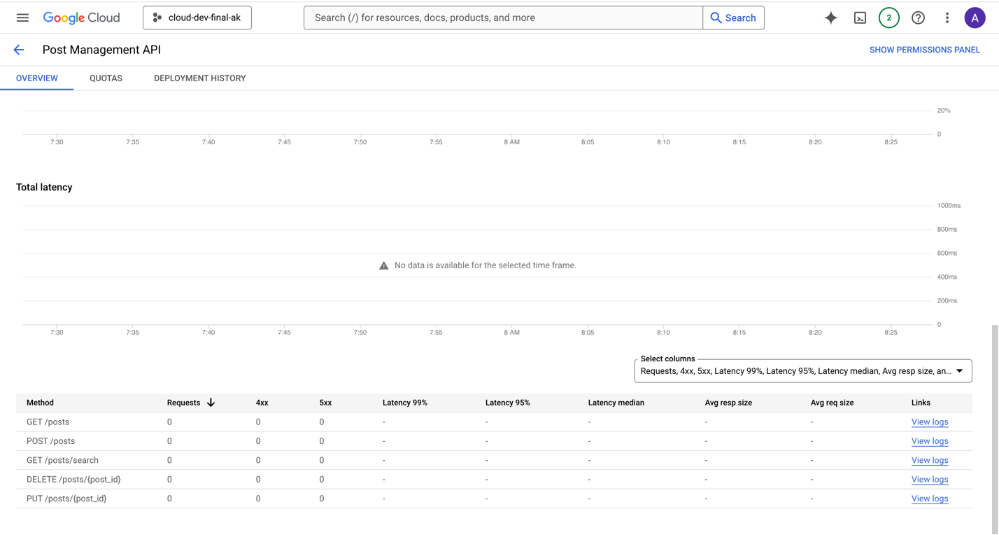 Google Cloud
cloud-dev-final-ak
Search (/) for resources, docs, products, and more
Search
2
A
Post Management API
SHOW PERMISSIONS PANEL
OVERVIEW QUOTAS DEPLOYMENT HISTORY
20%
0
7:30 7:35 7:40 7:45 7:50 7:55 8 AM 8:05 8:10 8:15 8:20 8:25
Total latency
1000ms
800ms
600ms
No data is available for the selected time frame.
400ms
200ms
0
7:30 7:35 7:40 7:45 7:50 7:55 8 AM 8:05 8:10 8:15 8:20 8:25
Select columns
Requests, 4xx, 5xx, Latency 99%, Latency 95%, Latency median, Avg resp size, an...
Method Requests 4xx 5xx Latency 99% Latency 95% Latency median Avg resp size Avg req size Links
GET /posts 0 0 0 - - - - - View logs
POST /posts 0 0 0 - - - - - View logs
GET /posts/search 0 0 0 - - - - - View logs
DELETE /posts/{post_id} 0 0 0 - - - - - View logs
PUT /posts/{post_id} 0 0 0 - - - - - View logs